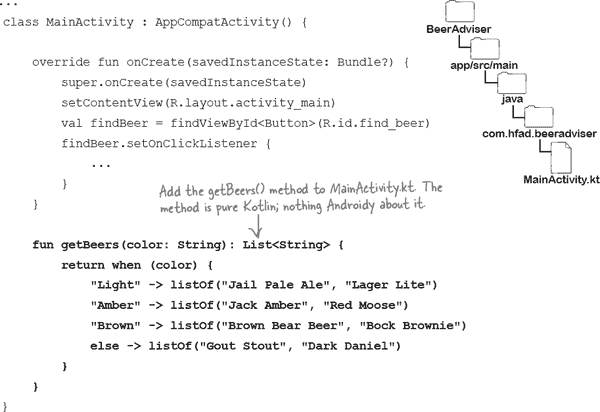 ...
class MainActivity : AppCompatActivity() {
override fun onCreate(savedInstanceState: Bundle?) {
super.onCreate(savedInstanceState)
setContentView(R.layout.activity_main)
val findBeer = findViewById<Button>(R.id.find_beer)
findBeer.setOnClickListener {
...
}
}
Add the getBeers() method to MainActivity.kt. The
method is pure Kotlin; nothing Androidy about it.
fun getBeers(color: String): List<String> {
return when (color) {
"Light" -> listOf("Jail Pale Ale", "Lager Lite")
"Amber" -> listOf("Jack Amber", "Red Moose")
"Brown" -> listOf("Brown Bear Beer", "Bock Brownie")
else -> listOf("Gout Stout", "Dark Daniel")
}
}
}
BeerAdviser
app/src/main
java
com.hfad.beeradviser
MainActivity.kt